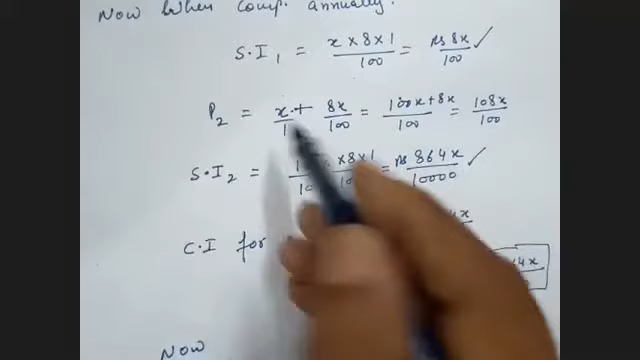 Now When comp. annually.
S.I₁ = x × 8 × 1 / 100 = Rs 8x / 100 ✓
P₂ = x / 1 + 8x / 100 = 100x + 8x / 100 = 108x / 100
S.I₂ = × 8 × 1 = Rs 864x / 10000 ✓
C.I for
Now